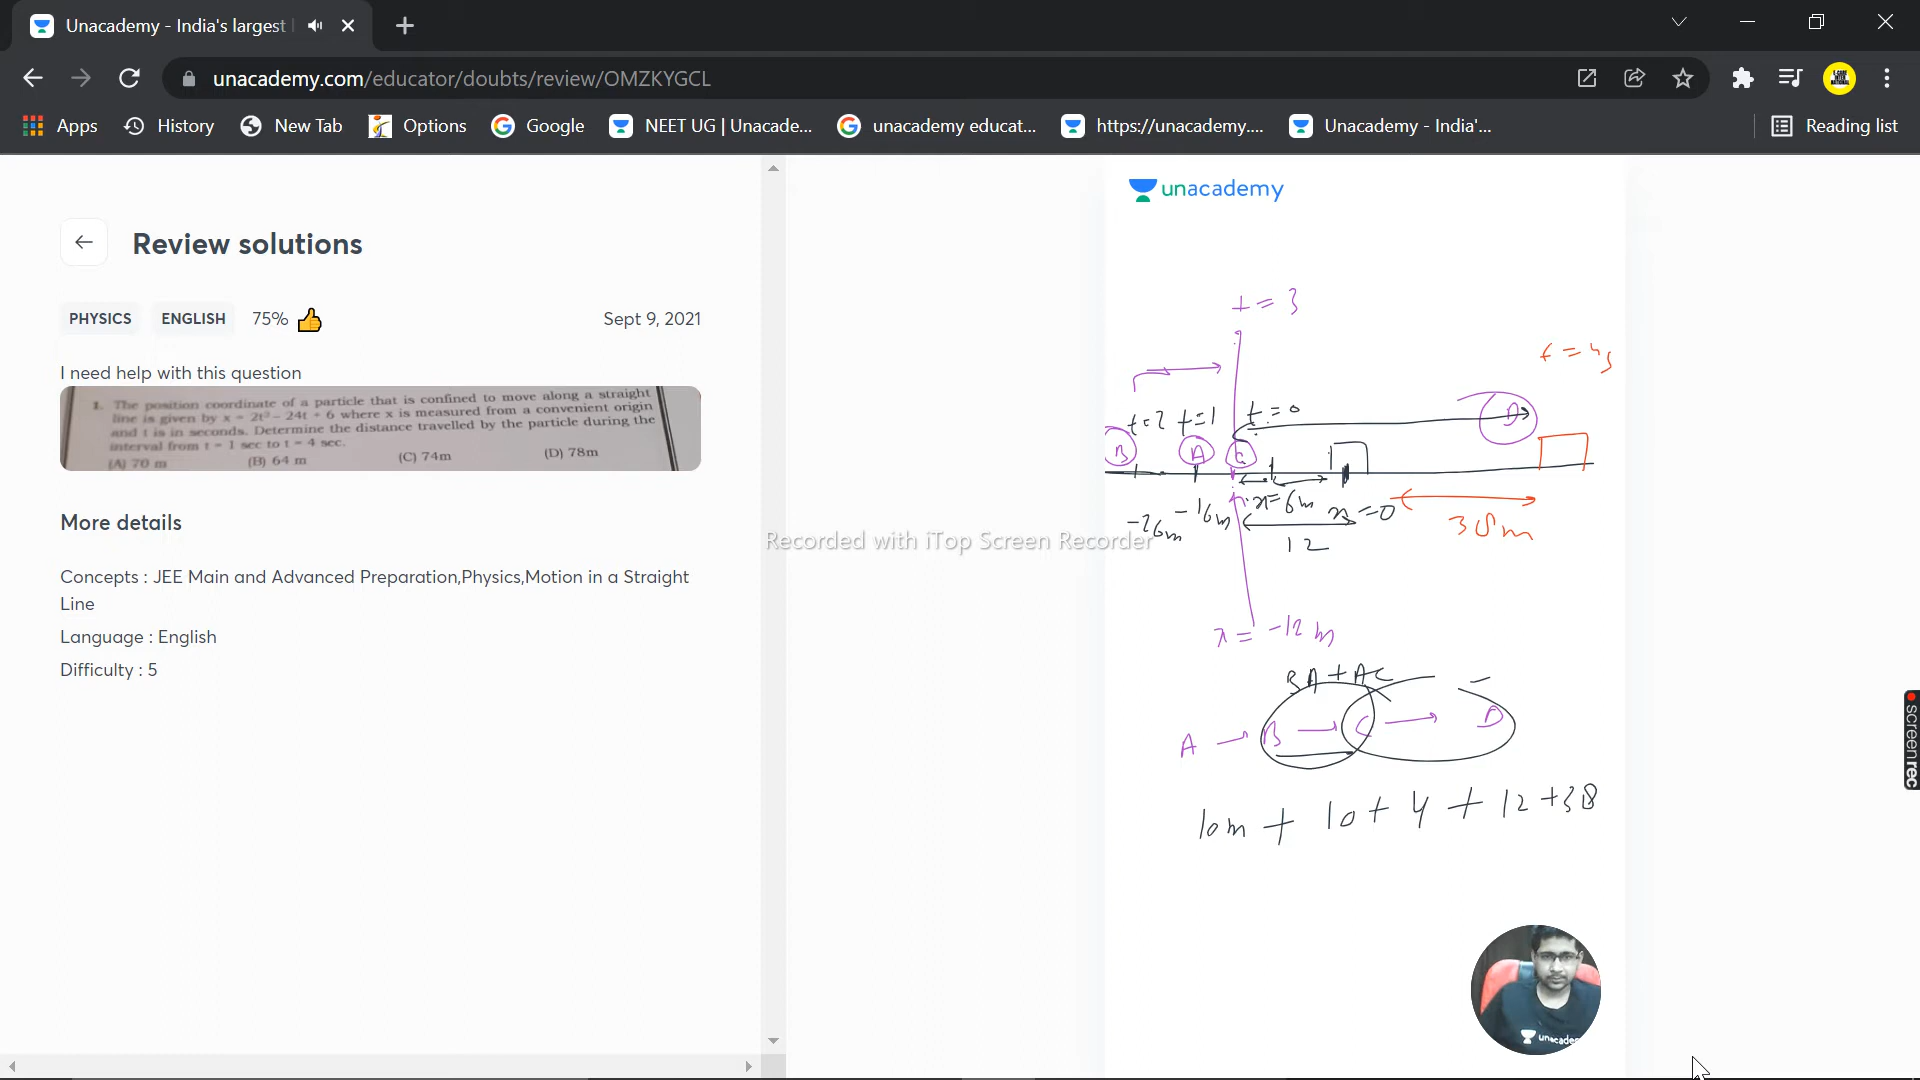 Unacademy - India's largest
unacademy.com/educator/doubts/review/OMZKYGCL
Apps History New Tab Options Google NEET UG | Unacade... unacademy educat... https://unacademy.... Unacademy - India'... Reading list
unacademy
Review solutions
PHYSICS ENGLISH 75% Sept 9, 2021
I need help with this question
1. The position coordinate of a particle that is confined to move along a straight
line is given by x = 2t³ - 24t + 6 where x is measured from a convenient origin
and t is in seconds. Determine the distance travelled by the particle during the
interval from t = 1 sec to t = 4 sec.
(A) 70 m (B) 64 m (C) 74m (D) 78m
More details
Concepts : JEE Main and Advanced Preparation,Physics,Motion in a Straight
Line
Language : English
Difficulty : 5
t = 3
t = 4s
t=2 t=1 t=0
B A C D
-26m -16m x=6m x=0 38m
12
Recorded with iTop Screen Recorder
x = -12 m
BA + AC
A → B → C → D
10m + 10 + 4 + 12 + 38
unacademy
screenrec